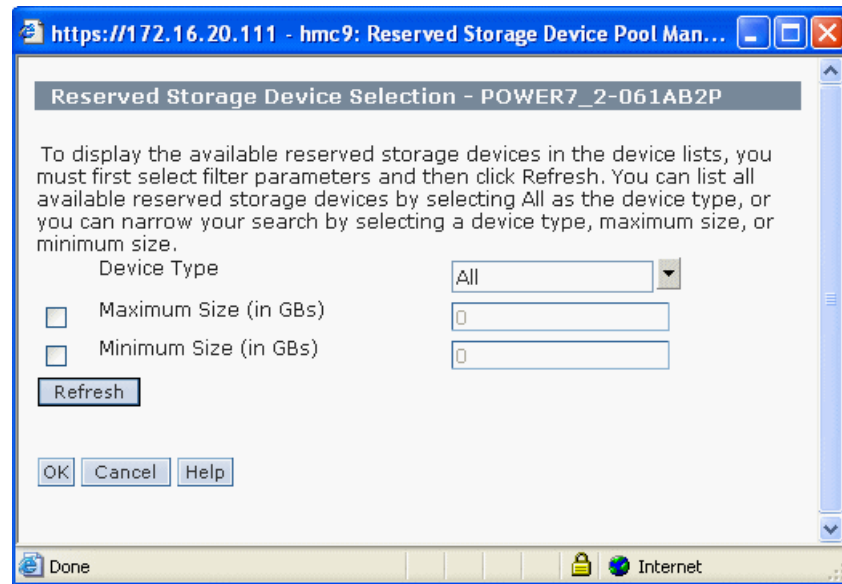 https://172.16.20.111 - hmc9: Reserved Storage Device Pool Man...
Reserved Storage Device Selection - POWER7_2-061AB2P
To display the available reserved storage devices in the device lists, you
must first select filter parameters and then click Refresh. You can list all
available reserved storage devices by selecting All as the device type, or
you can narrow your search by selecting a device type, maximum size, or
minimum size.
Device Type All
Maximum Size (in GBs) 0
Minimum Size (in GBs) 0
Refresh
OK Cancel Help
Done Internet